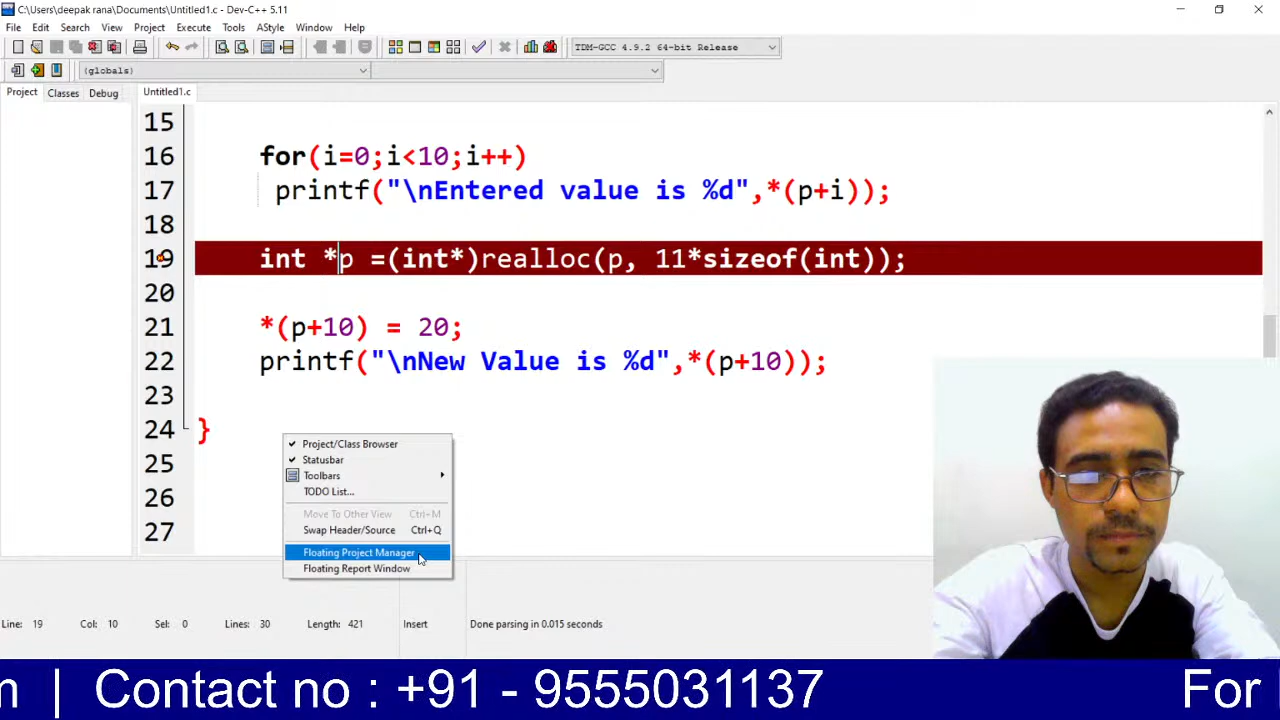 C:\Users\deepak rana\Documents\Untitled1.c - Dev-C++ 5.11
File Edit Search View Project Execute Tools AStyle Window Help
TDM-GCC 4.9.2 64-bit Release
(globals)
Project Classes Debug Untitled1.c
15
16 for(i=0;i<10;i++)
17 printf("\nEntered value is %d",*(p+i));
18
19 int *p =(int*)realloc(p, 11*sizeof(int));
20
21 *(p+10) = 20;
22 printf("\nNew Value is %d",*(p+10));
23
24 }
25
26
27
Project/Class Browser
Statusbar
Toolbars
TODO List...
Move To Other View Ctrl+M
Swap Header/Source Ctrl+Q
Floating Project Manager
Floating Report Window
Line: 19 Col: 10 Sel: 0 Lines: 30 Length: 421 Insert Done parsing in 0.015 seconds
m | Contact no : +91 - 9555031137 For